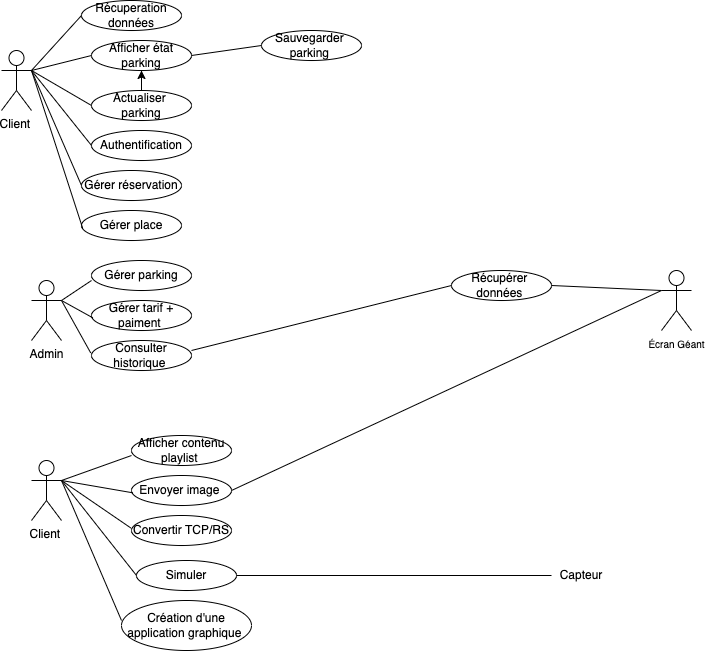 Récuperation
données
Afficher état
parking
Sauvegarder
parking
Actualiser
parking
Client
Authentification
Gérer réservation
Gérer place
Gérer parking
Récupérer
données
Gérer tarif +
paiment
Admin
Consulter
historique
Écran Géant
Afficher contenu
playlist
Envoyer image
Client
Convertir TCP/RS
Simuler
Capteur
Création d'une
application graphique